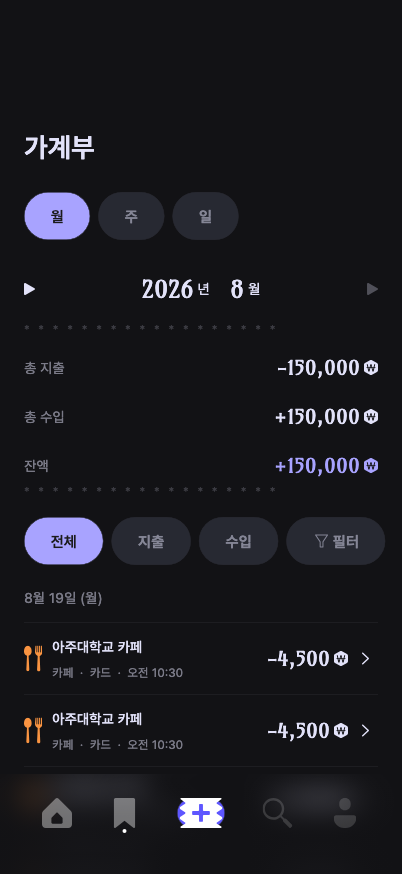 가계부
월 주 일
2026 년 8 월
총 지출 -150,000 ₩
총 수입 +150,000 ₩
잔액 +150,000 ₩
전체 지출 수입 필터
8월 19일 (월)
아주대학교 카페
카페 · 카드 · 오전 10:30
-4,500 ₩
아주대학교 카페
카페 · 카드 · 오전 10:30
-4,500 ₩